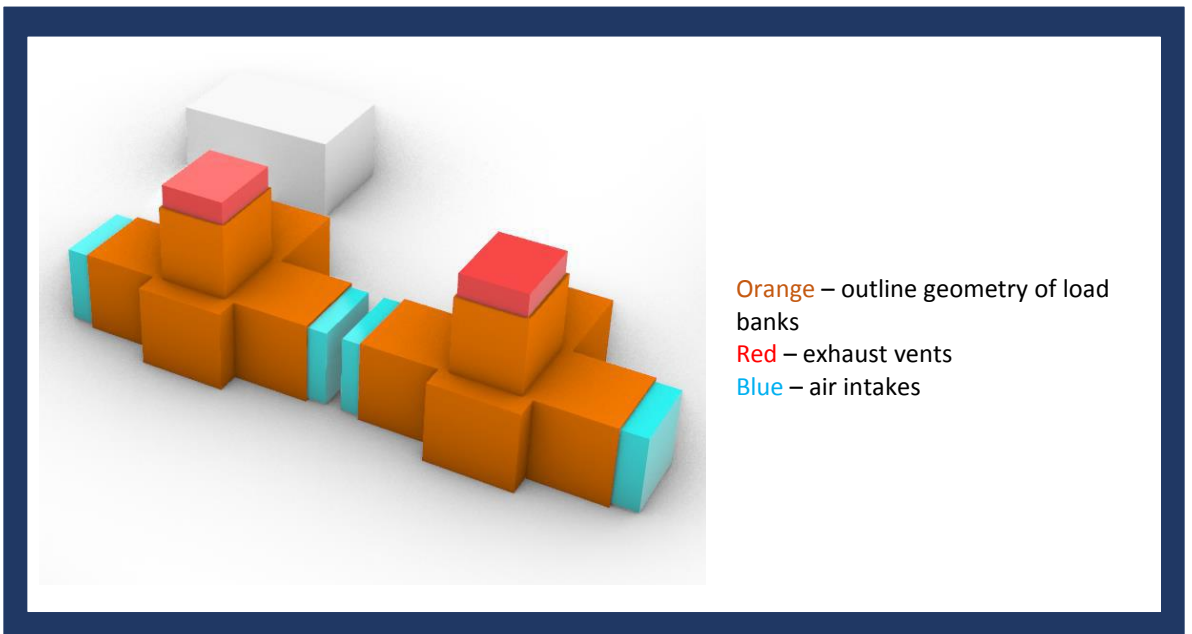 Orange – outline geometry of load
banks
Red – exhaust vents
Blue – air intakes